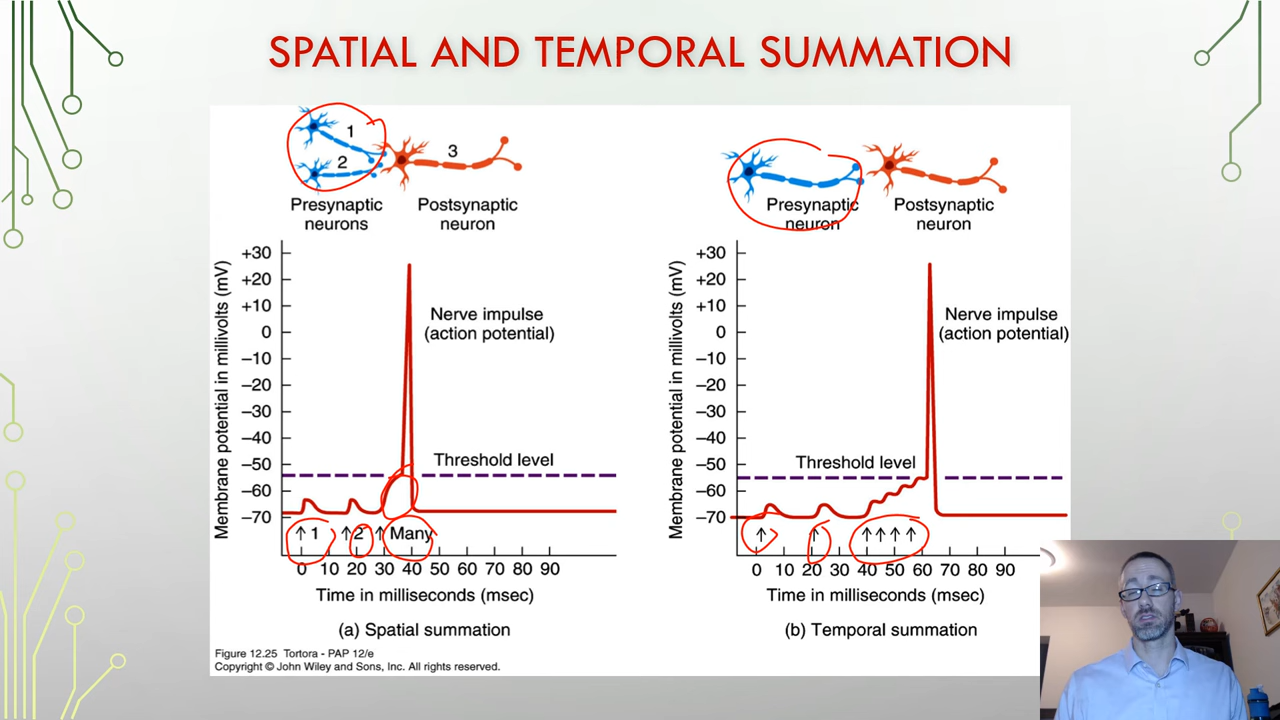 SPATIAL AND TEMPORAL SUMMATION
1
2
3
Presynaptic
neurons
Postsynaptic
neuron
Membrane potential in millivolts (mV)
+30
+20
+10
0
–10
–20
–30
–40
–50
–60
–70
Nerve impulse
(action potential)
Threshold level
↑ 1 ↑ 2 ↑ Many
0 10 20 30 40 50 60 70 80 90
Time in milliseconds (msec)
(a) Spatial summation
Presynaptic
neuron
Postsynaptic
neuron
Membrane potential in millivolts (mV)
+30
+20
+10
0
–10
–20
–30
–40
–50
–60
–70
Nerve impulse
(action potential)
Threshold level
↑ ↑ ↑ ↑ ↑ ↑
0 10 20 30 40 50 60 70 80 90
Time in milliseconds (msec)
(b) Temporal summation
Figure 12.25 Tortora - PAP 12/e
Copyright © John Wiley and Sons, Inc. All rights reserved.